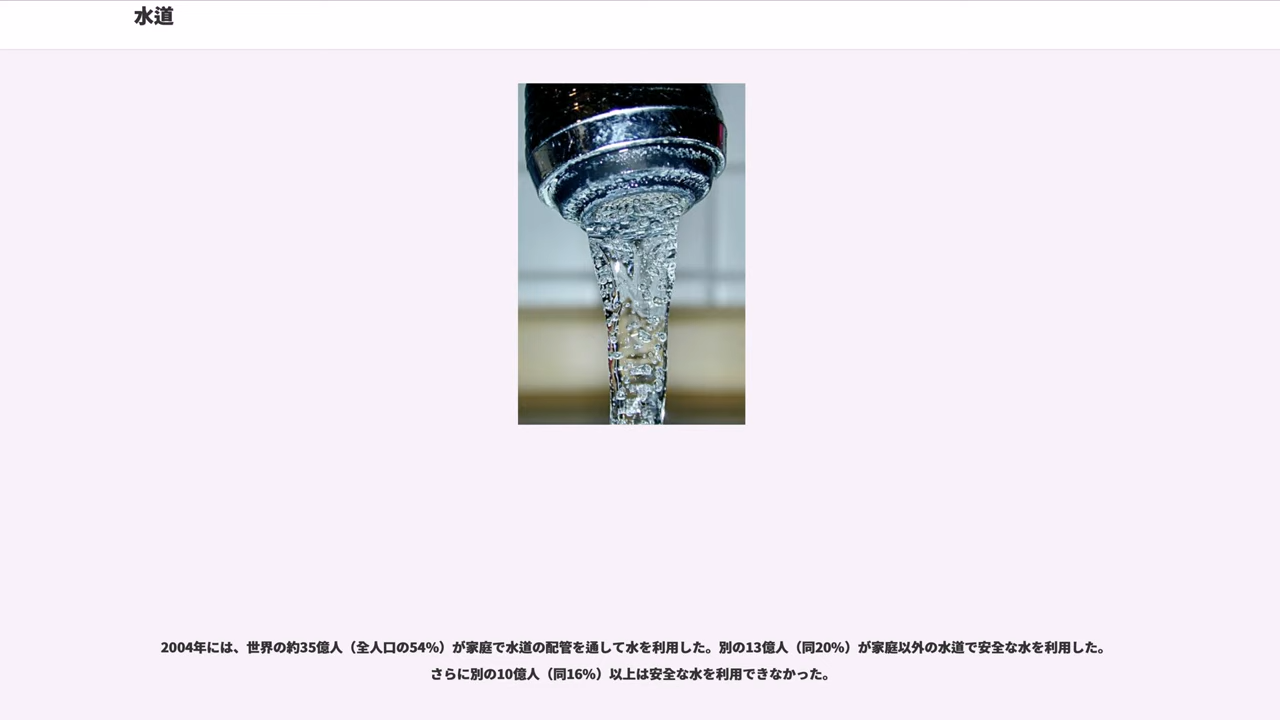 水道
2004年には、世界の約35億人（全人口の54%）が家庭で水道の配管を通して水を利用した。別の13億人（同20%）が家庭以外の水道で安全な水を利用した。
さらに別の10億人（同16%）以上は安全な水を利用できなかった。